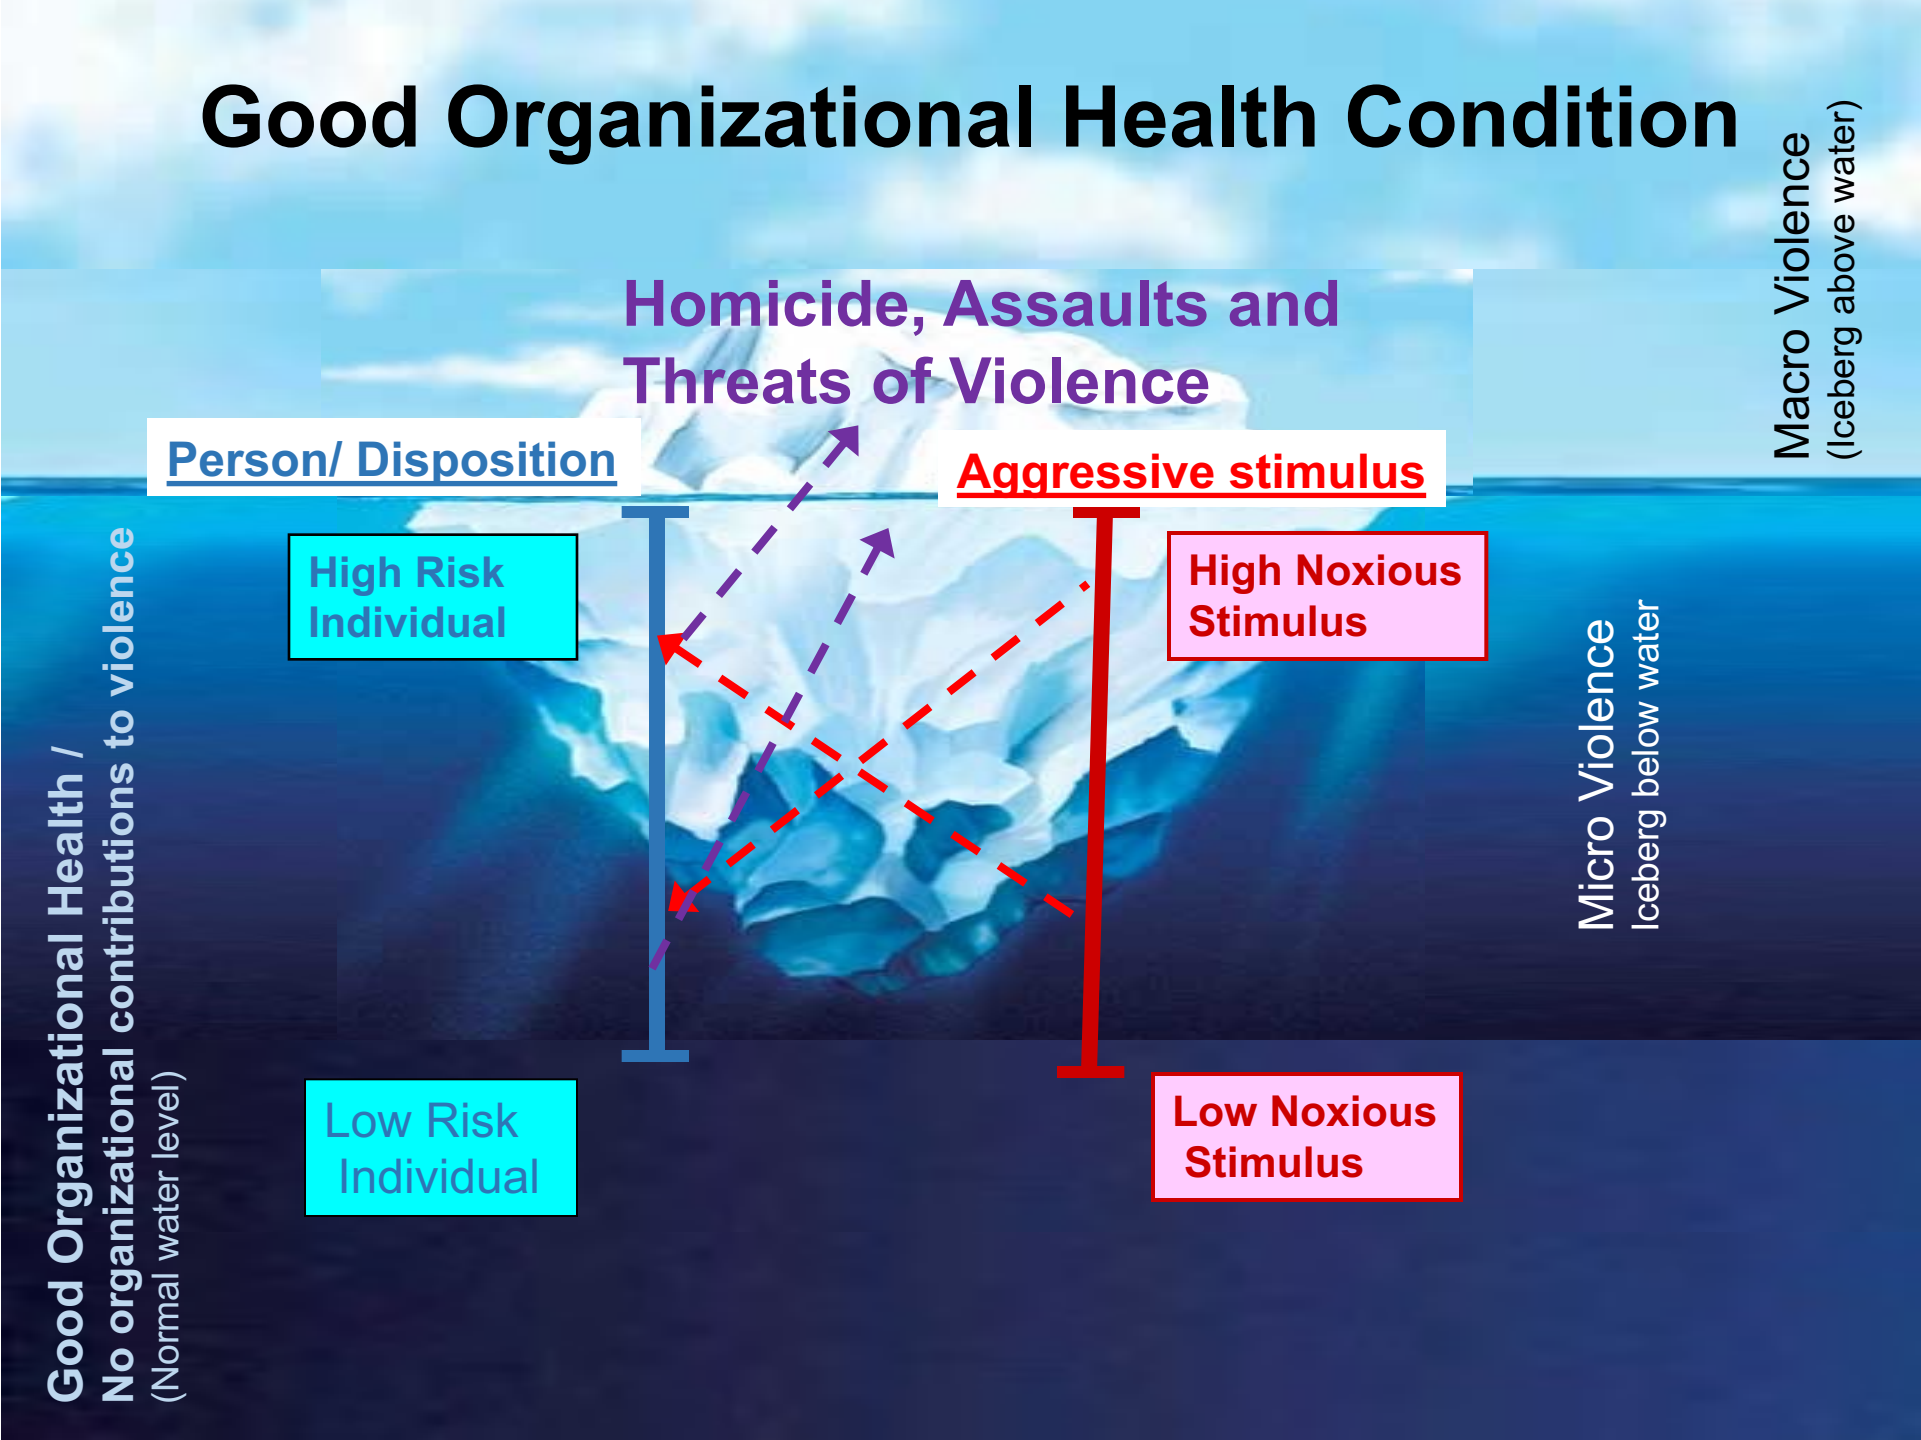 Good Organizational Health Condition
Macro Violence
(Iceberg above water)
Homicide, Assaults and
Threats of Violence
Person/ Disposition
Aggressive stimulus
High Risk
Individual
High Noxious
Stimulus
Micro Violence
Iceberg below water
Good Organizational Health /
No organizational contributions to violence
(Normal water level)
Low Risk
Individual
Low Noxious
Stimulus